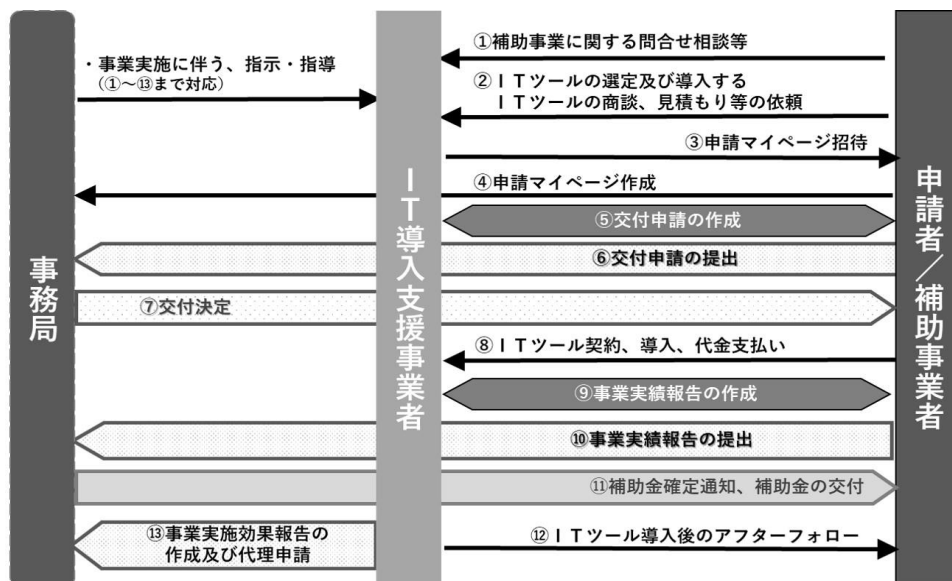 事務局
IT導入支援事業者
申請者／補助事業者
・事業実施に伴う、指示・指導
（①～⑬まで対応）
①補助事業に関する問合せ相談等
②ＩＴツールの選定及び導入する
ＩＴツールの商談、見積もり等の依頼
③申請マイページ招待
④申請マイページ作成
⑤交付申請の作成
⑥交付申請の提出
⑦交付決定
⑧ＩＴツール契約、導入、代金支払い
⑨事業実績報告の作成
⑩事業実績報告の提出
⑪補助金確定通知、補助金の交付
⑫ＩＴツール導入後のアフターフォロー
⑬事業実施効果報告の
作成及び代理申請